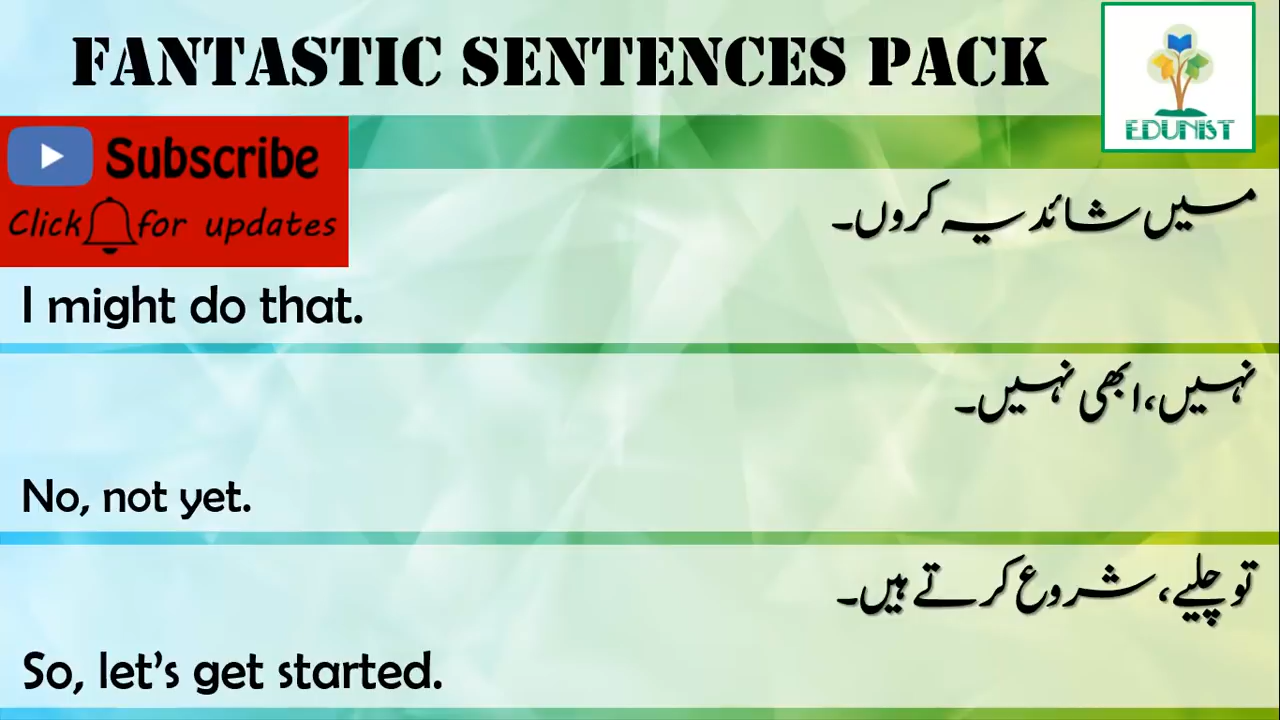 FANTASTIC SENTENCES PACK
EDUNIST
Subscribe
Click for updates
میں شائد یہ کروں۔
I might do that.
نہیں، ابھی نہیں۔
No, not yet.
تو چلیے، شروع کرتے ہیں۔
So, let's get started.